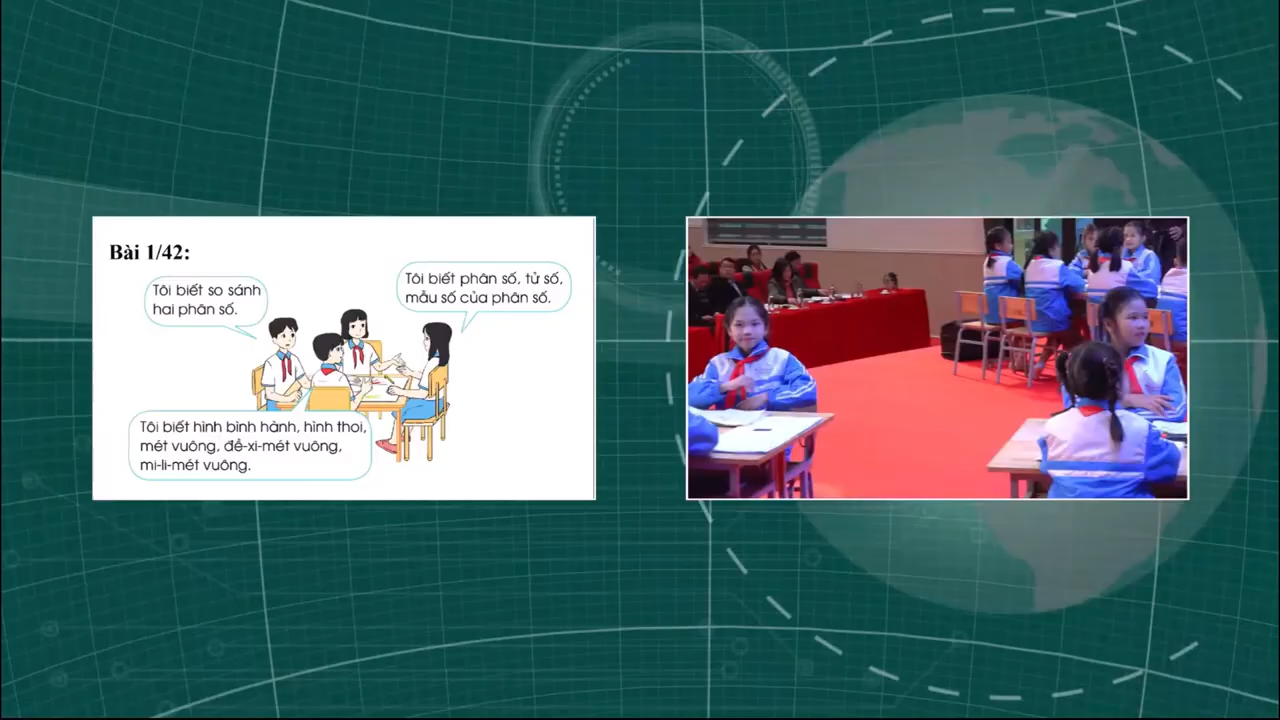 Bài 1/42:
Tôi biết so sánh
hai phân số.
Tôi biết phân số, tử số,
mẫu số của phân số.
Tôi biết hình bình hành, hình thoi,
mét vuông, đề-xi-mét vuông,
mi-li-mét vuông.